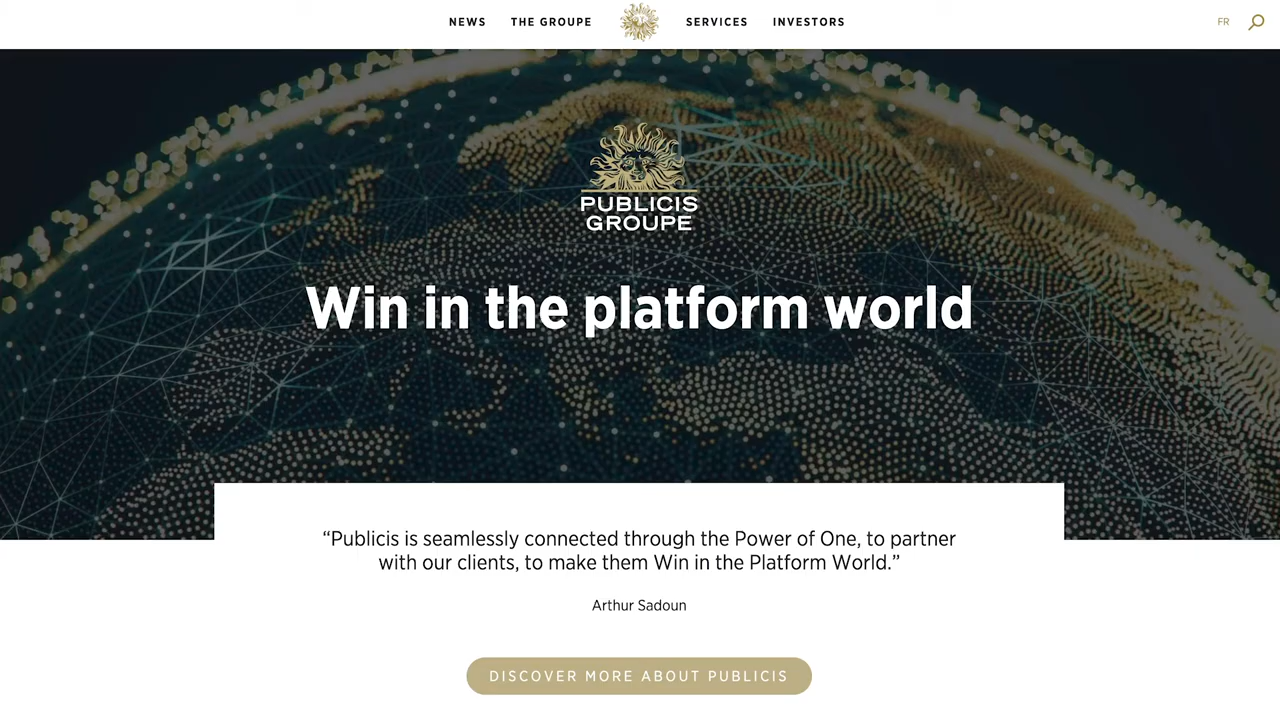 NEWS THE GROUPE SERVICES INVESTORS FR
PUBLICIS
GROUPE
Win in the platform world
“Publicis is seamlessly connected through the Power of One, to partner
with our clients, to make them Win in the Platform World.”
Arthur Sadoun
DISCOVER MORE ABOUT PUBLICIS